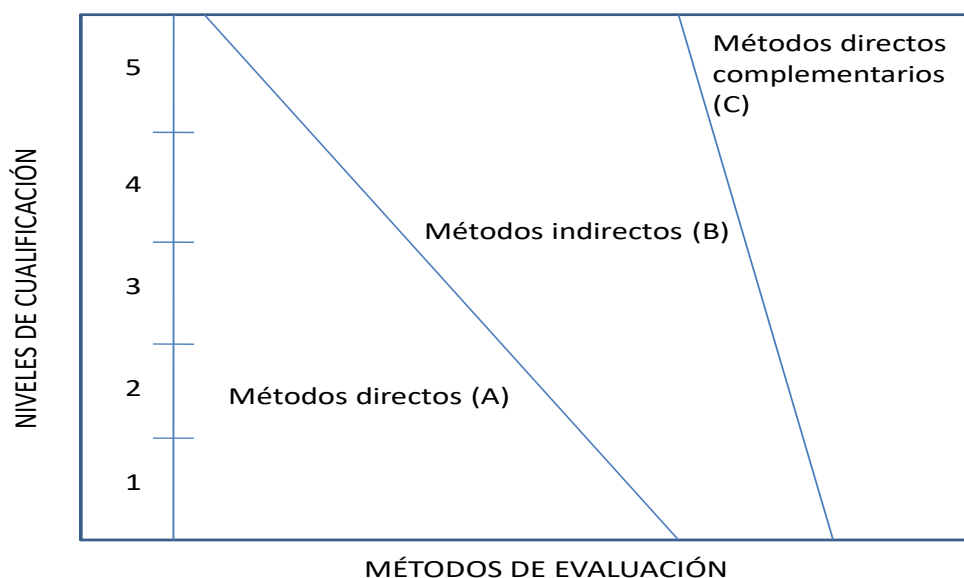 NIVELES DE CUALIFICACIÓN
5
4
3
2
1
Métodos directos
complementarios
(C)
Métodos indirectos (B)
Métodos directos (A)
MÉTODOS DE EVALUACIÓN